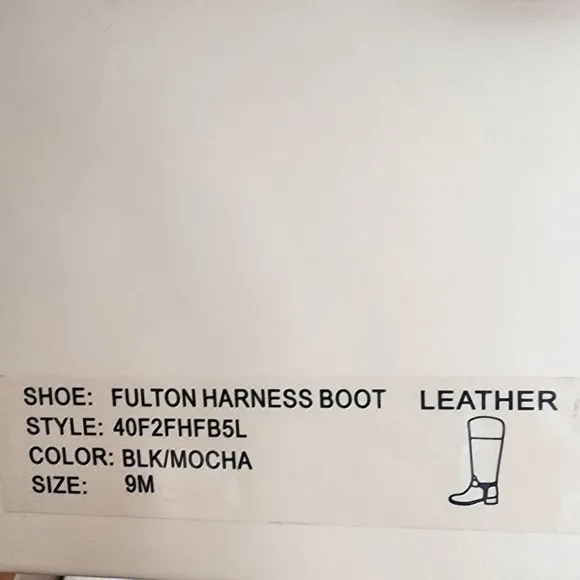 SHOE: FULTON HARNESS BOOT LEATHER
STYLE: 40F2FHFB5L
COLOR: BLK/MOCHA
SIZE: 9M